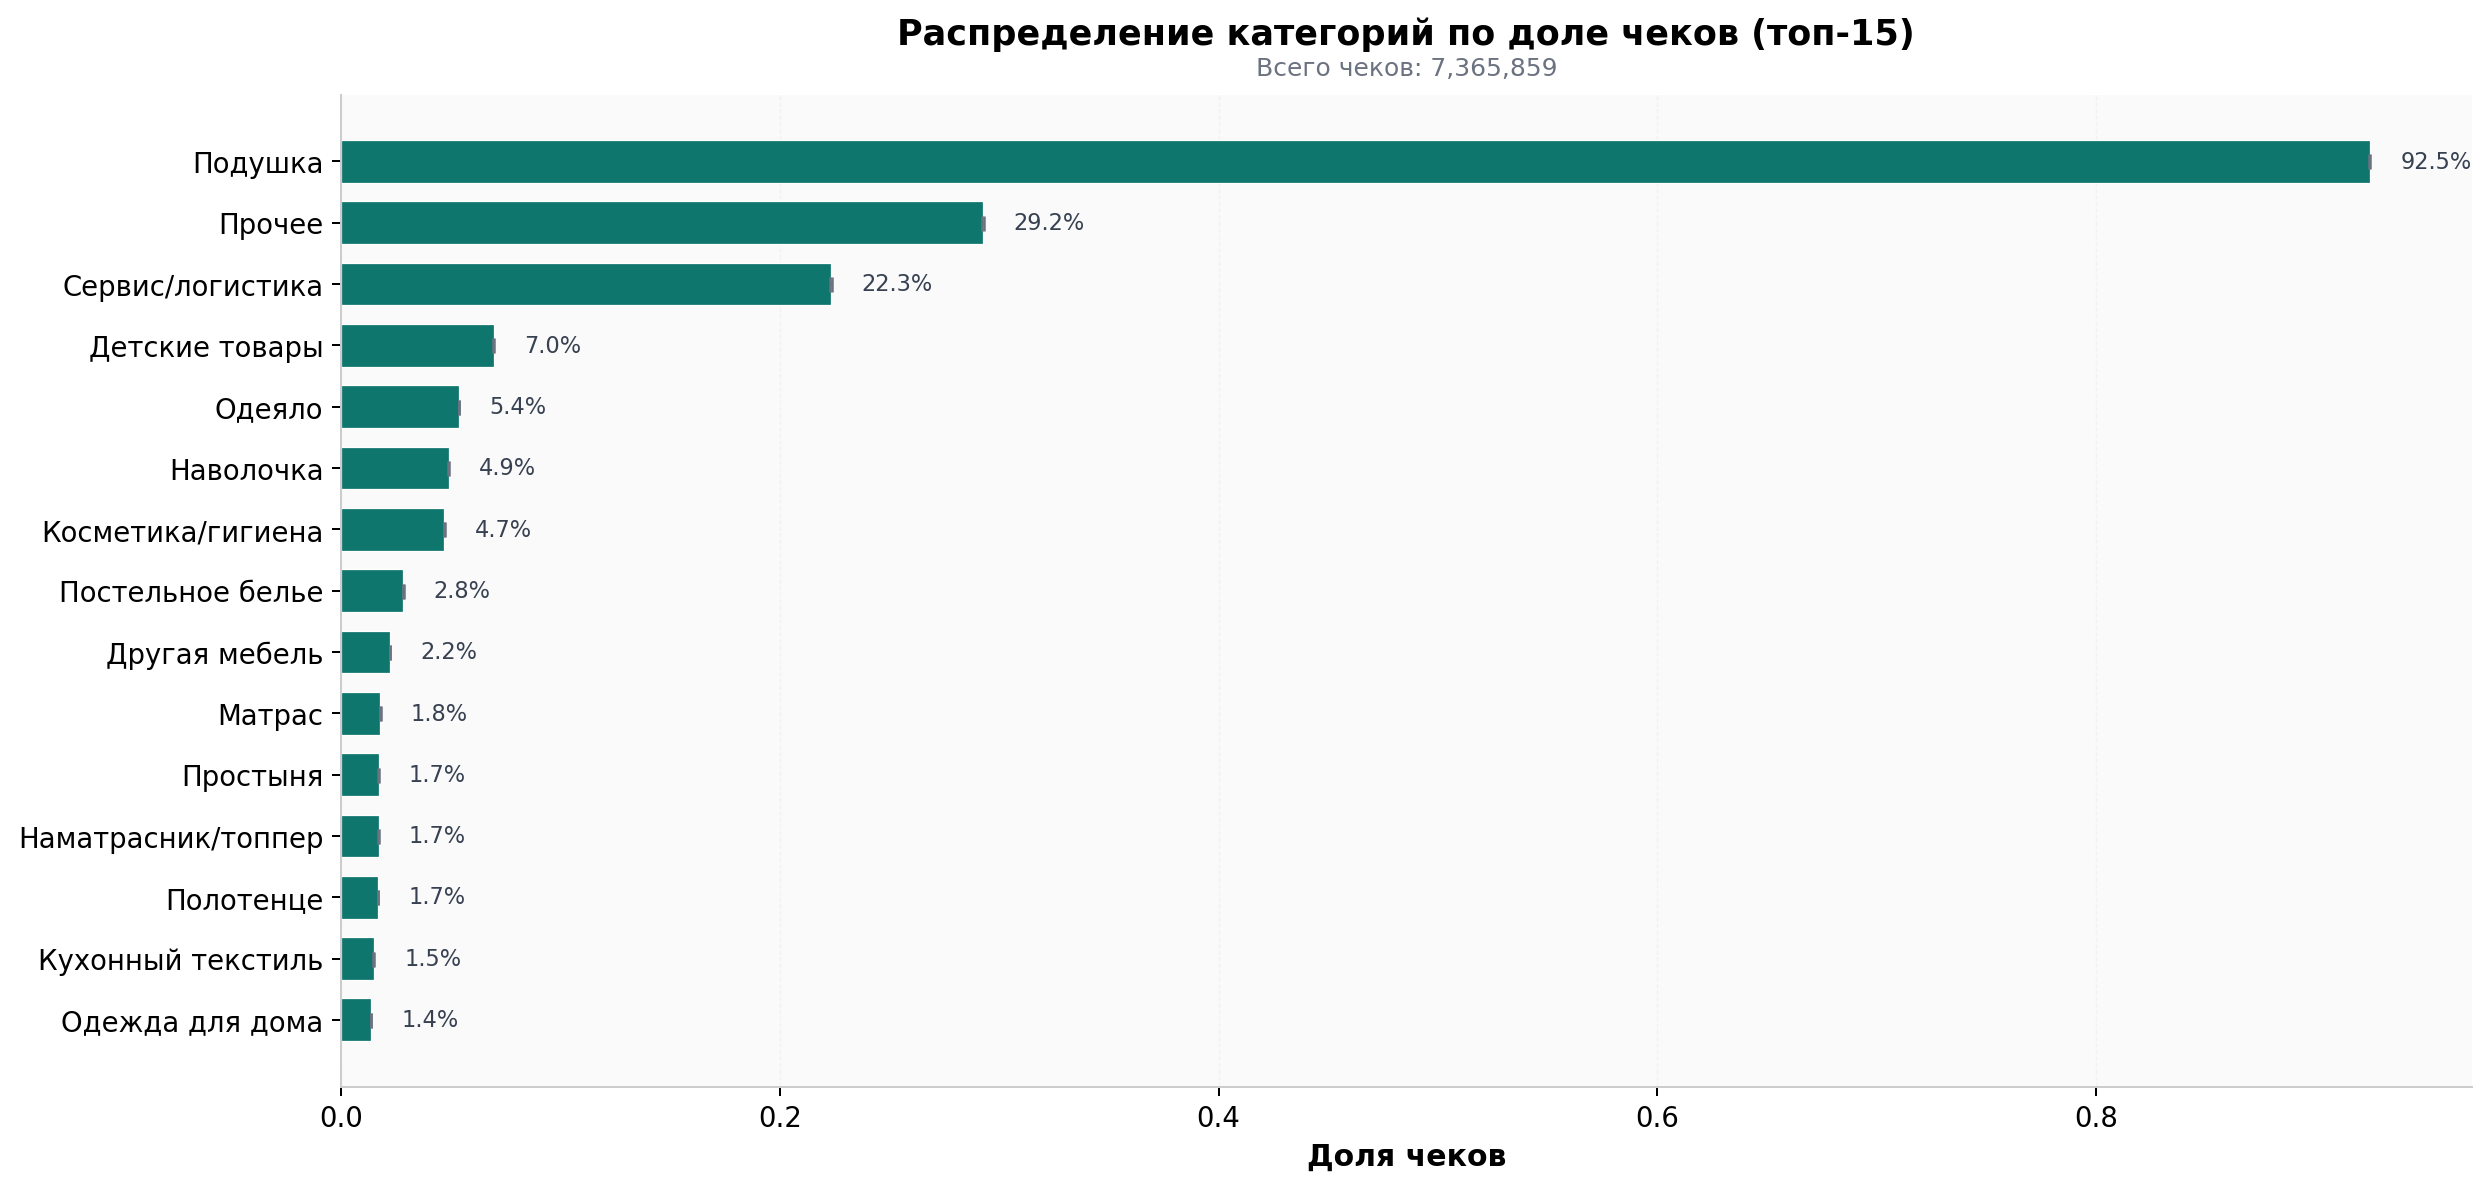 Распределение категорий по доле чеков (топ-15)
Всего чеков: 7,365,859
Подушка 92.5%
Прочее 29.2%
Сервис/логистика 22.3%
Детские товары 7.0%
Одеяло 5.4%
Наволочка 4.9%
Косметика/гигиена 4.7%
Постельное белье 2.8%
Другая мебель 2.2%
Матрас 1.8%
Простыня 1.7%
Наматрасник/топпер 1.7%
Полотенце 1.7%
Кухонный текстиль 1.5%
Одежда для дома 1.4%
0.0 0.2 0.4 0.6 0.8
Доля чеков